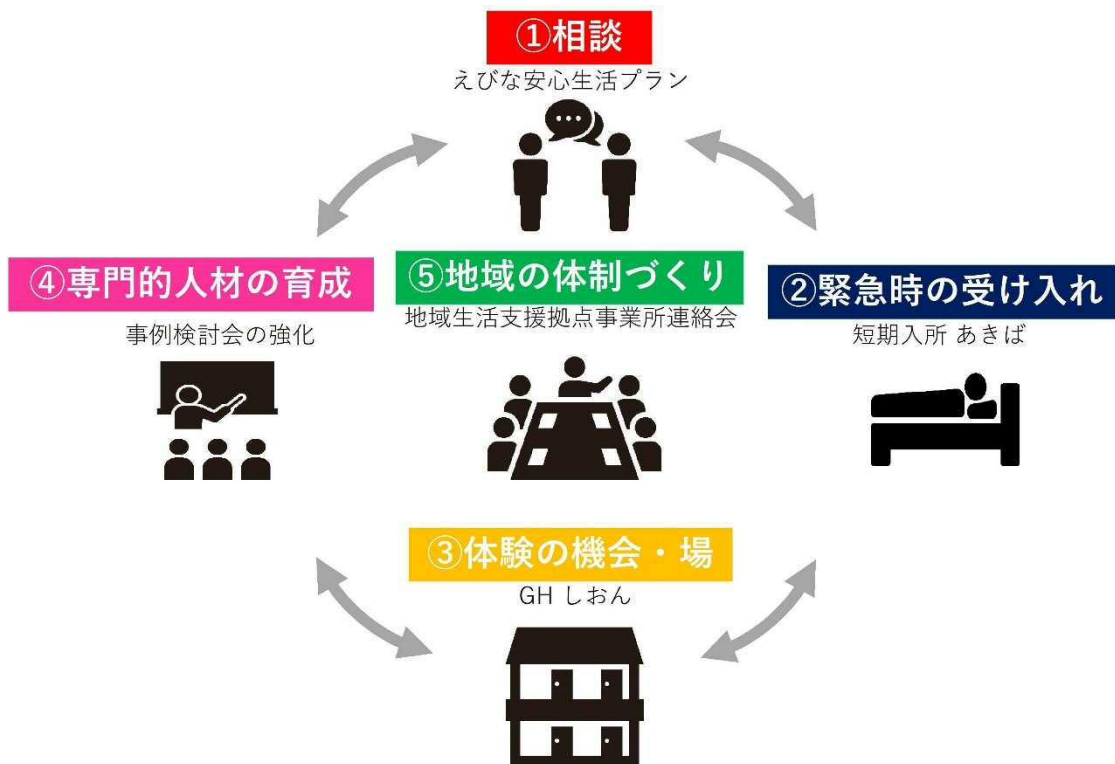 ①相談
えびな安心生活プラン
④専門的人材の育成
事例検討会の強化
⑤地域の体制づくり
地域生活支援拠点事業所連絡会
②緊急時の受け入れ
短期入所 あきば
③体験の機会・場
GH しおん